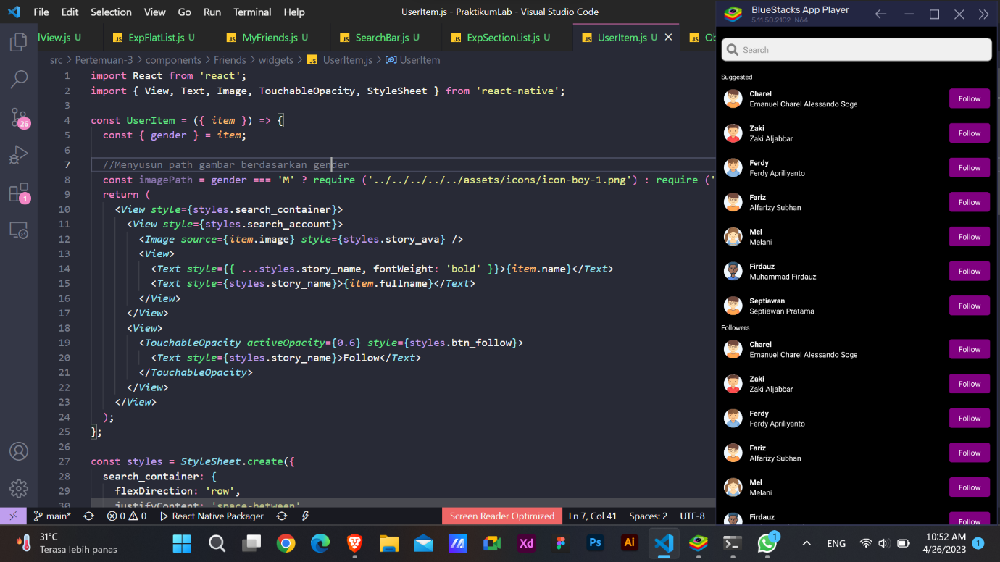 File Edit Selection View Go Run Terminal Help
UserItem.js - PraktikumLab - Visual Studio Code
lView.js U
ExpFlatList.js U
MyFriends.js U
SearchBar.js U
ExpSectionList.js U
UserItem.js U
src > Pertemuan-3 > components > Friends > widgets > UserItem.js > UserItem
1 import React from 'react';
2 import { View, Text, Image, TouchableOpacity, StyleSheet } from 'react-native';
3
4 const UserItem = ({ item }) => {
5 const { gender } = item;
6
7 //Menyusun path gambar berdasarkan gender
8 const imagePath = gender === 'M' ? require ('../../../../../assets/icons/icon-boy-1.png') : require ('
9 return (
10 <View style={styles.search_container}>
11 <View style={styles.search_account}>
12 <Image source={item.image} style={styles.story_ava} />
13 <View>
14 <Text style={{ ...styles.story_name, fontWeight: 'bold' }}>{item.name}</Text>
15 <Text style={styles.story_name}>{item.fullname}</Text>
16 </View>
17 </View>
18 <View>
19 <TouchableOpacity activeOpacity={0.6} style={styles.btn_follow}>
20 <Text style={styles.story_name}>Follow</Text>
21 </TouchableOpacity>
22 </View>
23 </View>
24 );
25 };
26
27 const styles = StyleSheet.create({
28 search_container: {
29 flexDirection: 'row',
30 justifyContent: 'space-between'
26
1
main*
0 0
React Native Packager
Screen Reader Optimized
Ln 7, Col 41
Spaces: 2
UTF-8
BlueStacks App Player
5.11.50.2102 N64
Search
Suggested
Charel
Emanuel Charel Alessando Soge
Follow
Zaki
Zaki Aljabbar
Follow
Ferdy
Ferdy Apriliyanto
Follow
Fariz
Alfarizy Subhan
Follow
Mel
Melani
Follow
Firdauz
Muhammad Firdauz
Follow
Septiawan
Septiawan Pratama
Follow
Followers
Charel
Emanuel Charel Alessando Soge
Follow
Zaki
Zaki Aljabbar
Follow
Ferdy
Ferdy Apriliyanto
Follow
Fariz
Alfarizy Subhan
Follow
Mel
Melani
Follow
Firdauz
Follow
31°C
Terasa lebih panas
Xd
Ps
Ai
1
ENG
10:52 AM
4/26/2023
1